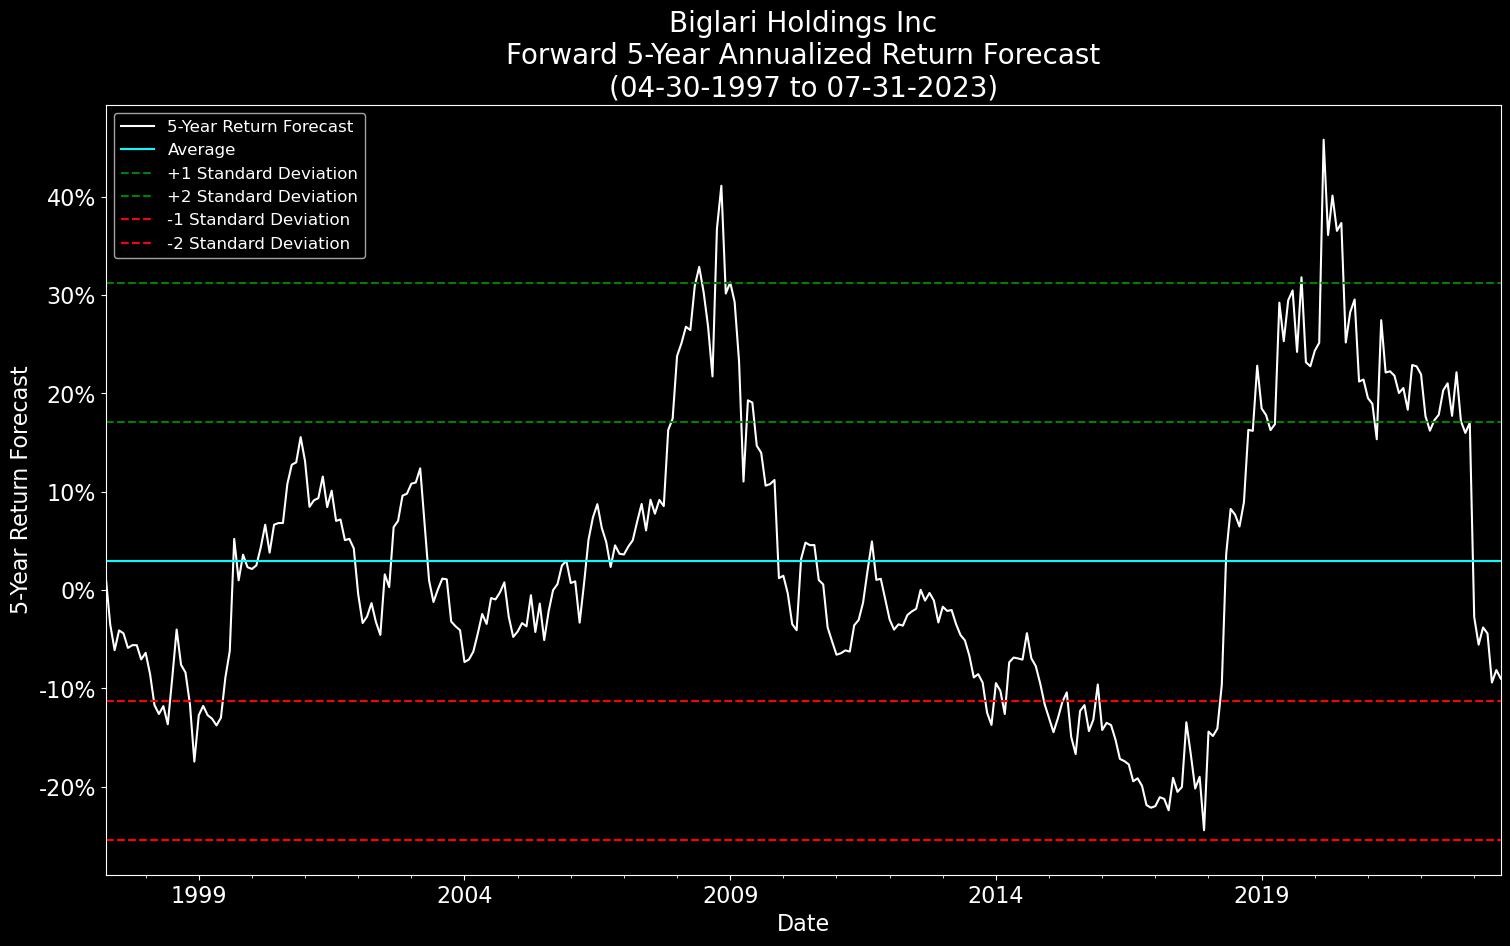 Biglari Holdings Inc
Forward 5-Year Annualized Return Forecast
(04-30-1997 to 07-31-2023)
5-Year Return Forecast
Average
+1 Standard Deviation
+2 Standard Deviation
-1 Standard Deviation
-2 Standard Deviation
5-Year Return Forecast
40%
30%
20%
10%
0%
-10%
-20%
1999
2004
2009
2014
2019
Date